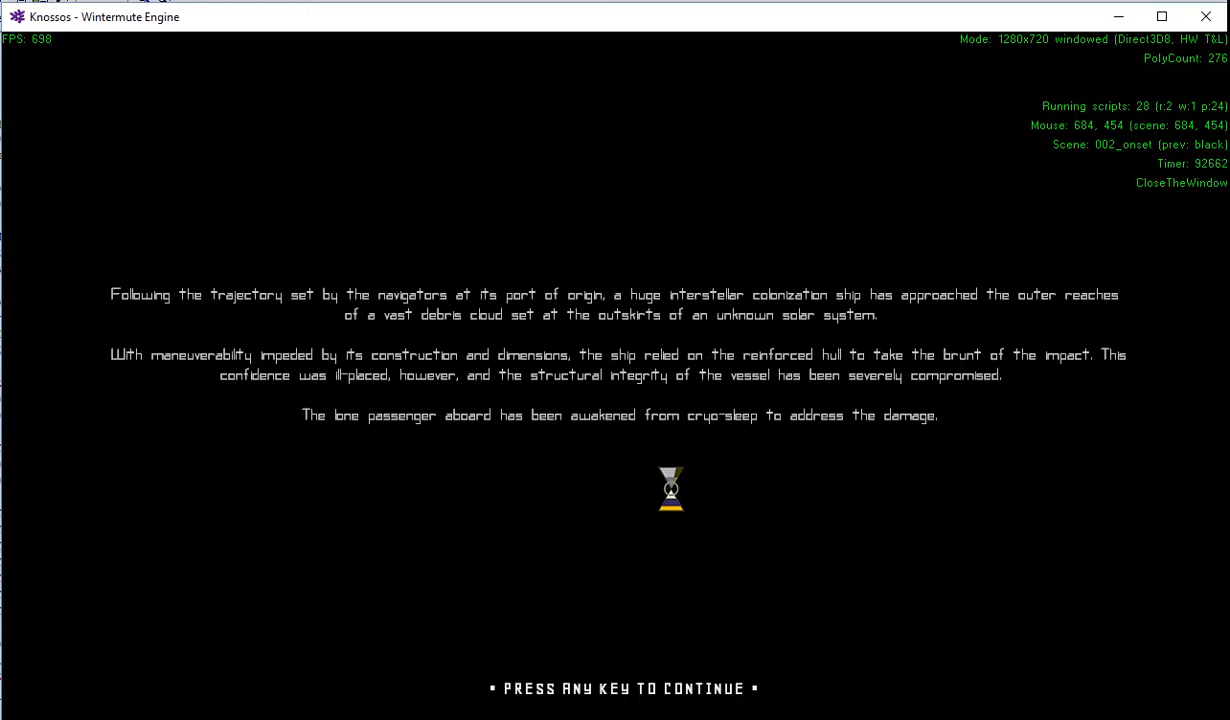 Knossos - Wintermute Engine
FPS: 698
Mode: 1280x720 windowed (Direct3D8, HW T&L)
PolyCount: 276
Running scripts: 28 (r:2 w:1 p:24)
Mouse: 684, 454 (scene: 684, 454)
Scene: 002_onset (prev: black)
Timer: 92662
CloseTheWindow
Following the trajectory set by the navigators at its port of origin, a huge interstellar colonization ship has approached the outer reaches
of a vast debris cloud set at the outskirts of an unknown solar system.
With maneuverability impeded by its construction and dimensions, the ship relied on the reinforced hull to take the brunt of the impact. This
confidence was ill-placed, however, and the structural integrity of the vessel has been severely compromised.
The lone passenger aboard has been awakened from cryo-sleep to address the damage.
• PRESS ANY KEY TO CONTINUE •